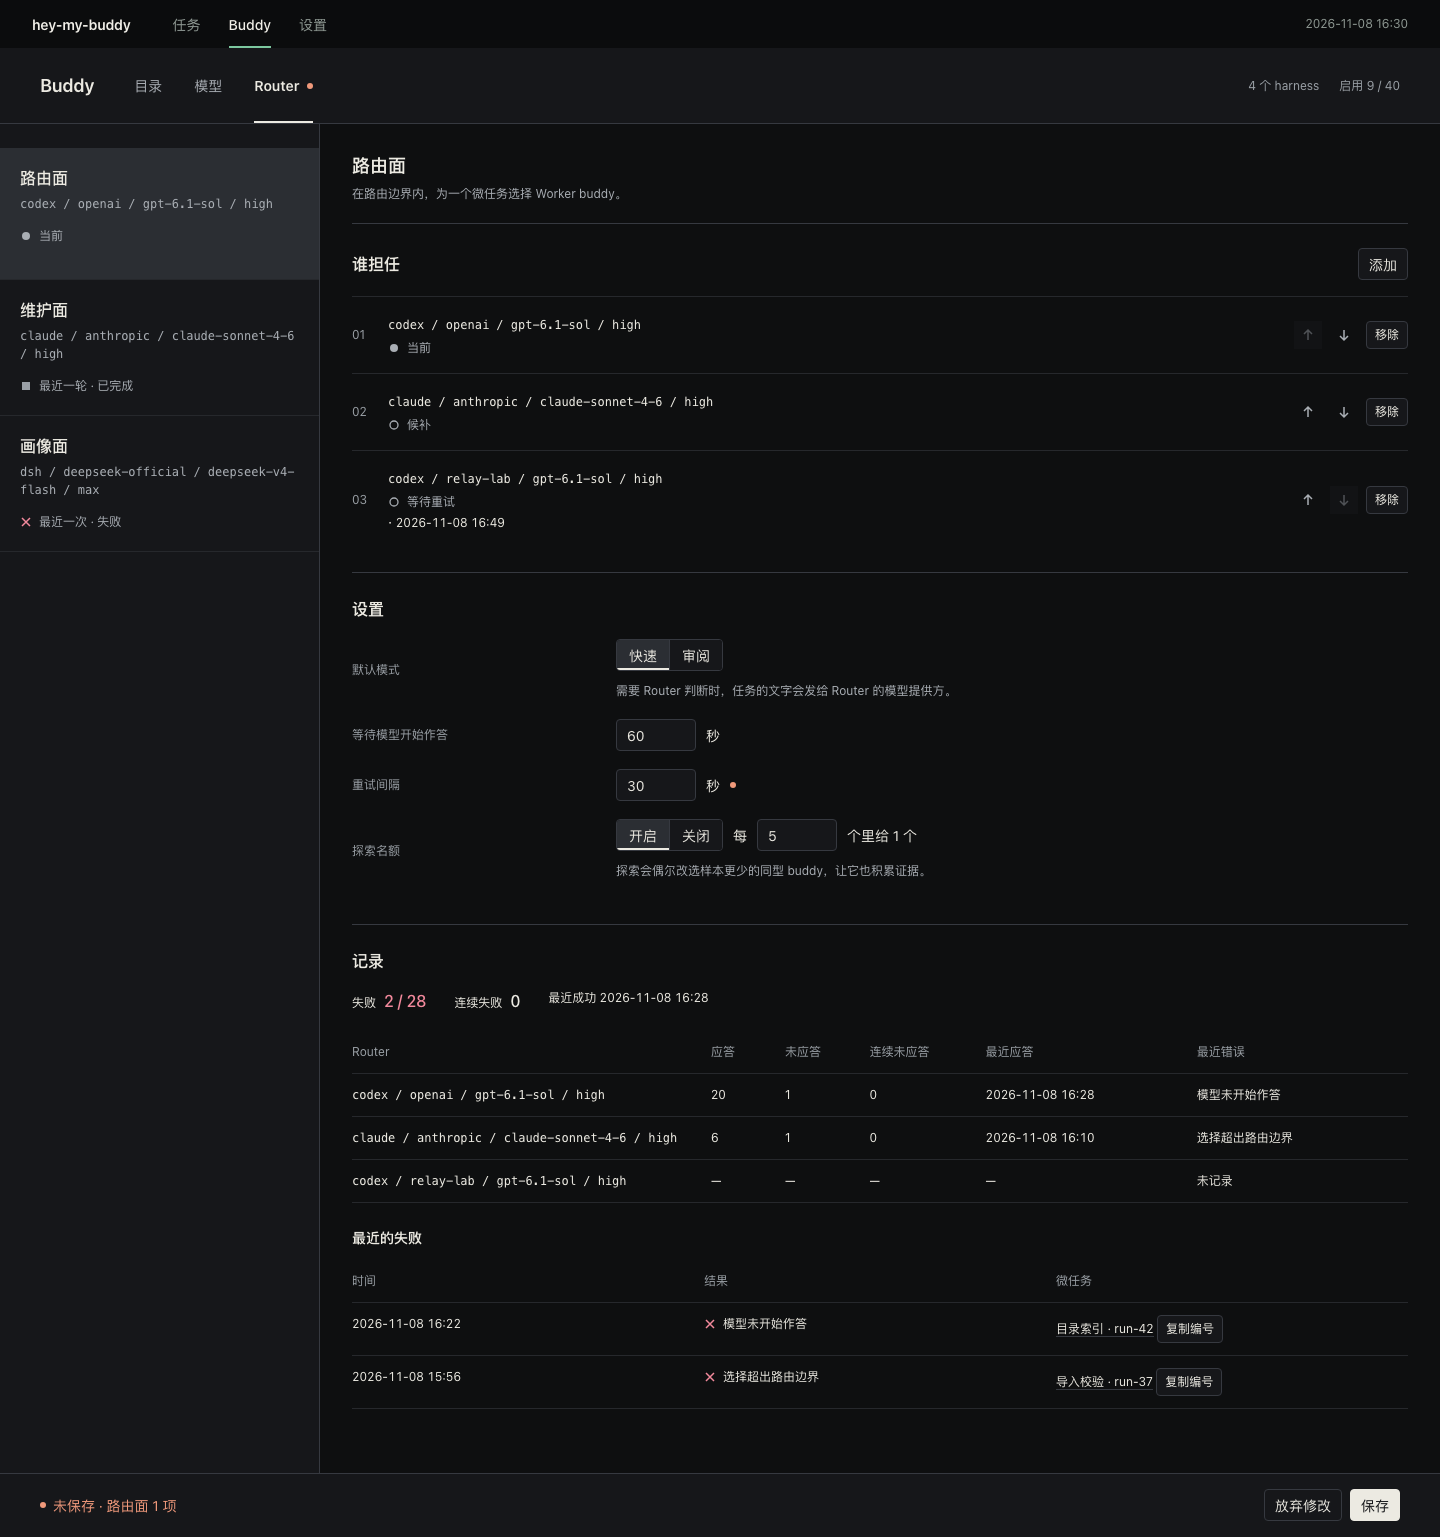 hey-my-buddy 任务 Buddy 设置 2026-11-08 16:30
Buddy 目录 模型 Router 4 个 harness 启用 9 / 40
路由面
codex / openai / gpt-6.1-sol / high
当前
维护面
claude / anthropic / claude-sonnet-4-6
/ high
最近一轮 · 已完成
画像面
dsh / deepseek-official / deepseek-v4-
flash / max
最近一次 · 失败
路由面
在路由边界内，为一个微任务选择 Worker buddy。
谁担任 添加
01 codex / openai / gpt-6.1-sol / high ↑ ↓ 移除
当前
02 claude / anthropic / claude-sonnet-4-6 / high ↑ ↓ 移除
候补
03 codex / relay-lab / gpt-6.1-sol / high ↑ ↓ 移除
等待重试
· 2026-11-08 16:49
设置
默认模式 快速 审阅
需要 Router 判断时，任务的文字会发给 Router 的模型提供方。
等待模型开始作答 60 秒
重试间隔 30 秒
探索名额 开启 关闭 每 5 个里给 1 个
探索会偶尔改选样本更少的同型 buddy，让它也积累证据。
记录
失败 2 / 28 连续失败 0 最近成功 2026-11-08 16:28
Router 应答 未应答 连续未应答 最近应答 最近错误
codex / openai / gpt-6.1-sol / high 20 1 0 2026-11-08 16:28 模型未开始作答
claude / anthropic / claude-sonnet-4-6 / high 6 1 0 2026-11-08 16:10 选择超出路由边界
codex / relay-lab / gpt-6.1-sol / high — — — — 未记录
最近的失败
时间 结果 微任务
2026-11-08 16:22 模型未开始作答 目录索引 · run-42 复制编号
2026-11-08 15:56 选择超出路由边界 导入校验 · run-37 复制编号
未保存 · 路由面 1 项 放弃修改 保存